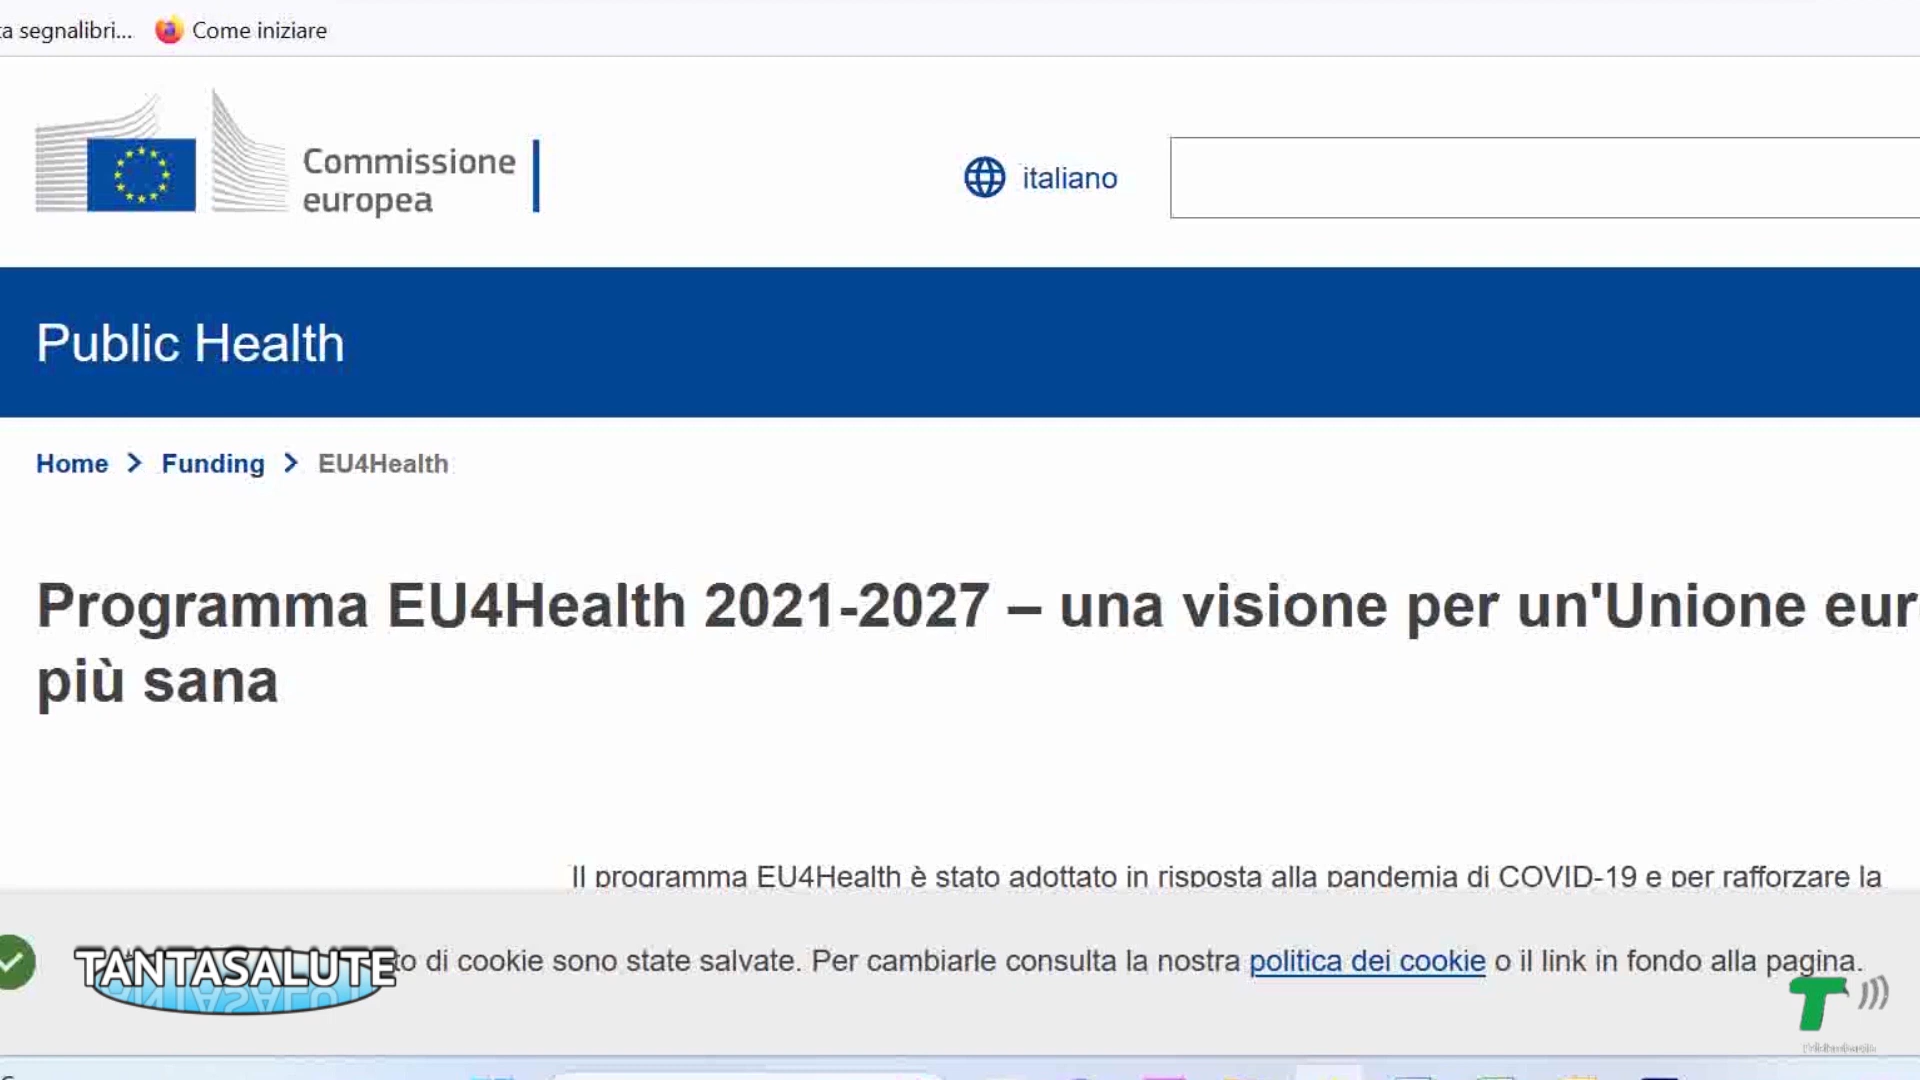 a segnalibri...
Come iniziare
Commissione
europea
italiano
Public Health
Home > Funding > EU4Health
Programma EU4Health 2021-2027 – una visione per un'Unione eur
più sana
Il programma EU4Health è stato adottato in risposta alla pandemia di COVID-19 e per rafforzare la
to di cookie sono state salvate. Per cambiarle consulta la nostra politica dei cookie o il link in fondo alla pagina.
TANTASALUTE
T